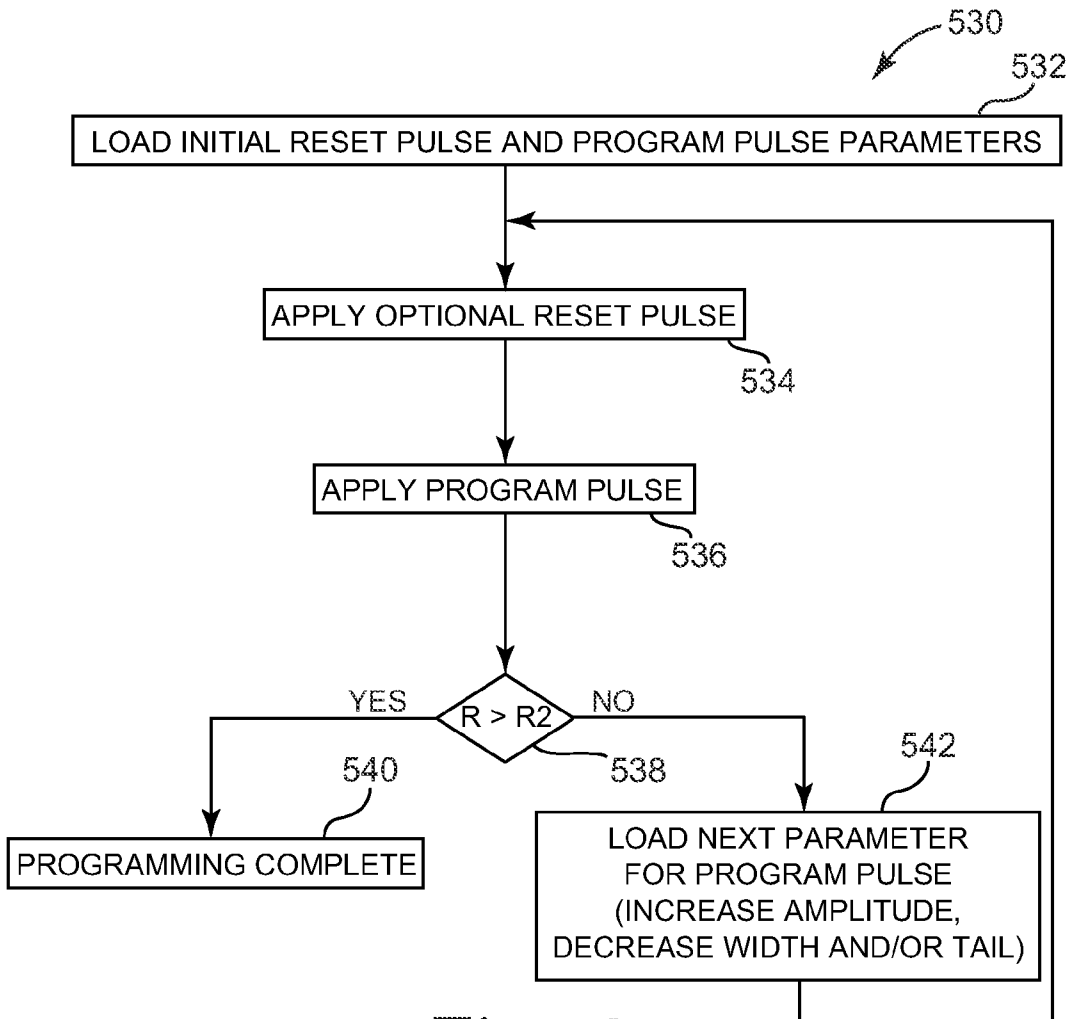 530
532
LOAD INITIAL RESET PULSE AND PROGRAM PULSE PARAMETERS
APPLY OPTIONAL RESET PULSE
534
APPLY PROGRAM PULSE
536
YES
R > R2
NO
538
540
542
PROGRAMMING COMPLETE
LOAD NEXT PARAMETER
FOR PROGRAM PULSE
(INCREASE AMPLITUDE,
DECREASE WIDTH AND/OR TAIL)